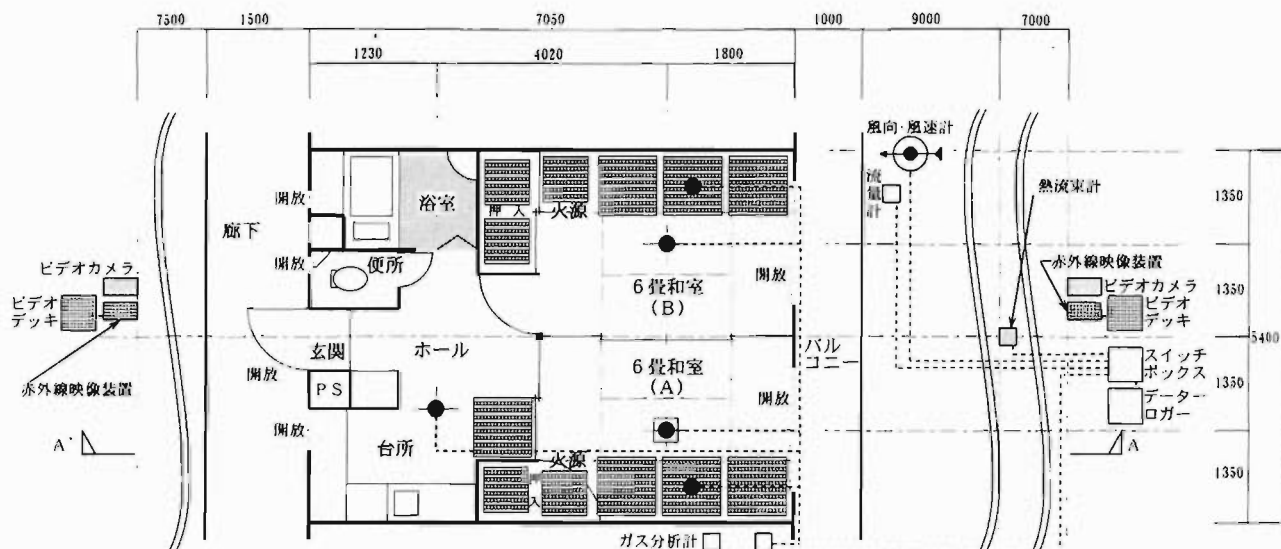 7500
1500
7050
1000
9000
7000
1230
4020
1800
風向・風速計
流量計
熱流束計
1350
開放
浴室
押入
火源
廊下
開放
便所
ビデオカメラ
ビデオ
デッキ
赤外線映像装置
6畳和室
(B)
開放
赤外線映像装置
ビデオカメラ
ビデオ
デッキ
1350
玄関
ホール
開放
PS
6畳和室
(A)
開放
バル
コニー
スイッチ
ボックス
5400
データー
ロガー
1350
開放
台所
A'
A
火源
入
1350
ガス分析計